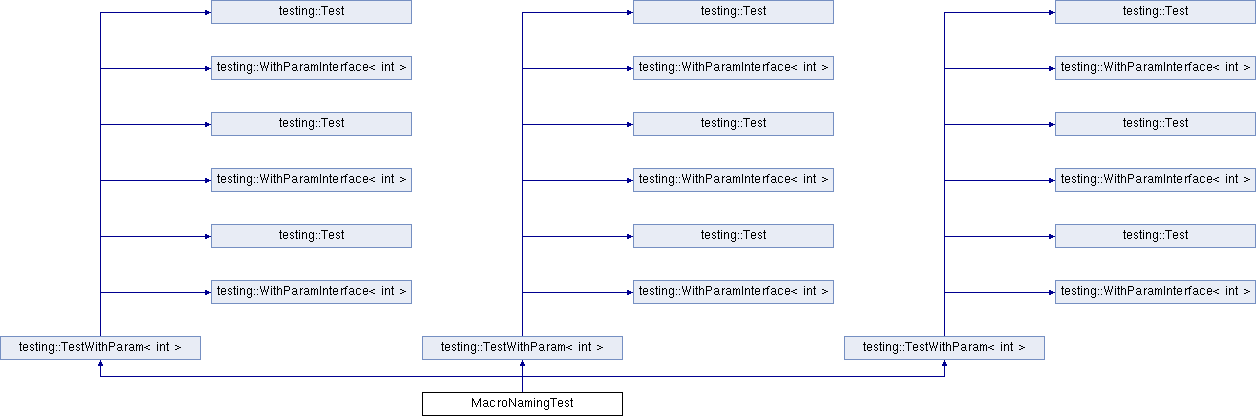 testing::Test testing::Test testing::Test
testing::WithParamInterface< int > testing::WithParamInterface< int > testing::WithParamInterface< int >
testing::Test testing::Test testing::Test
testing::WithParamInterface< int > testing::WithParamInterface< int > testing::WithParamInterface< int >
testing::Test testing::Test testing::Test
testing::WithParamInterface< int > testing::WithParamInterface< int > testing::WithParamInterface< int >
testing::TestWithParam< int > testing::TestWithParam< int > testing::TestWithParam< int >
MacroNamingTest